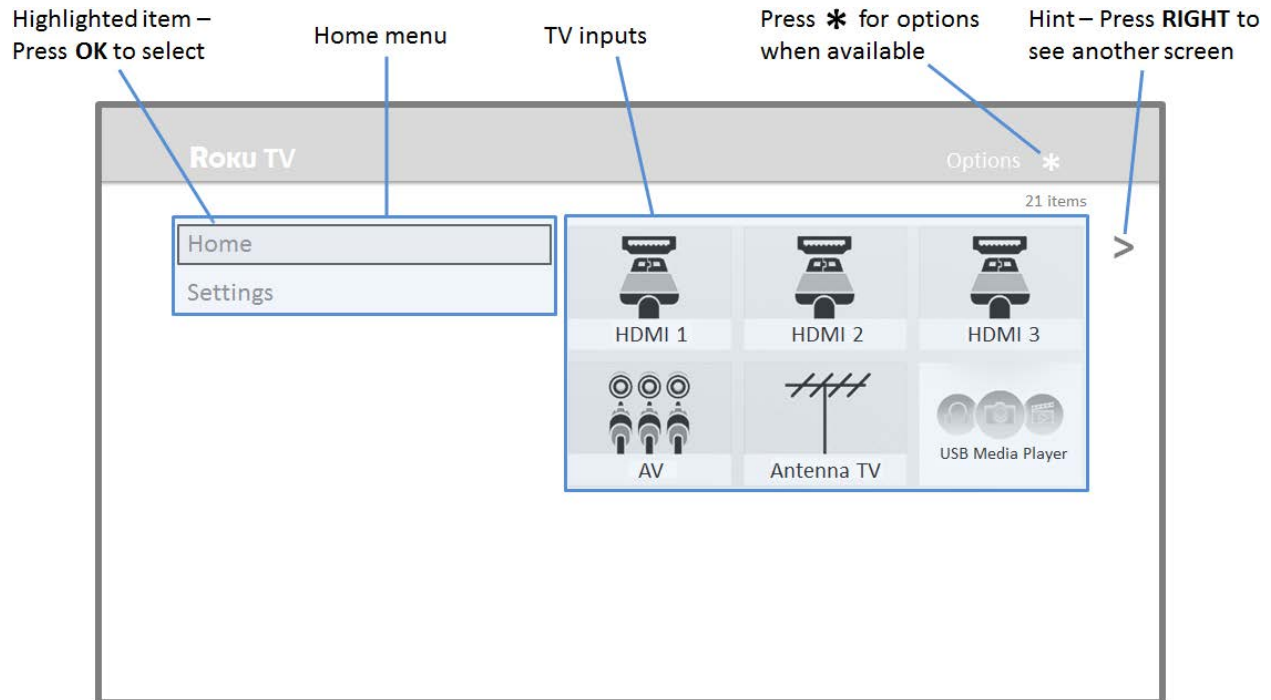 Highlighted item –
Press OK to select
Home menu
TV inputs
Press * for options
when available
Hint – Press RIGHT to
see another screen
ROKU TV
Options *
21 items
Home
Settings
>
HDMI 1
HDMI 2
HDMI 3
AV
Antenna TV
USB Media Player